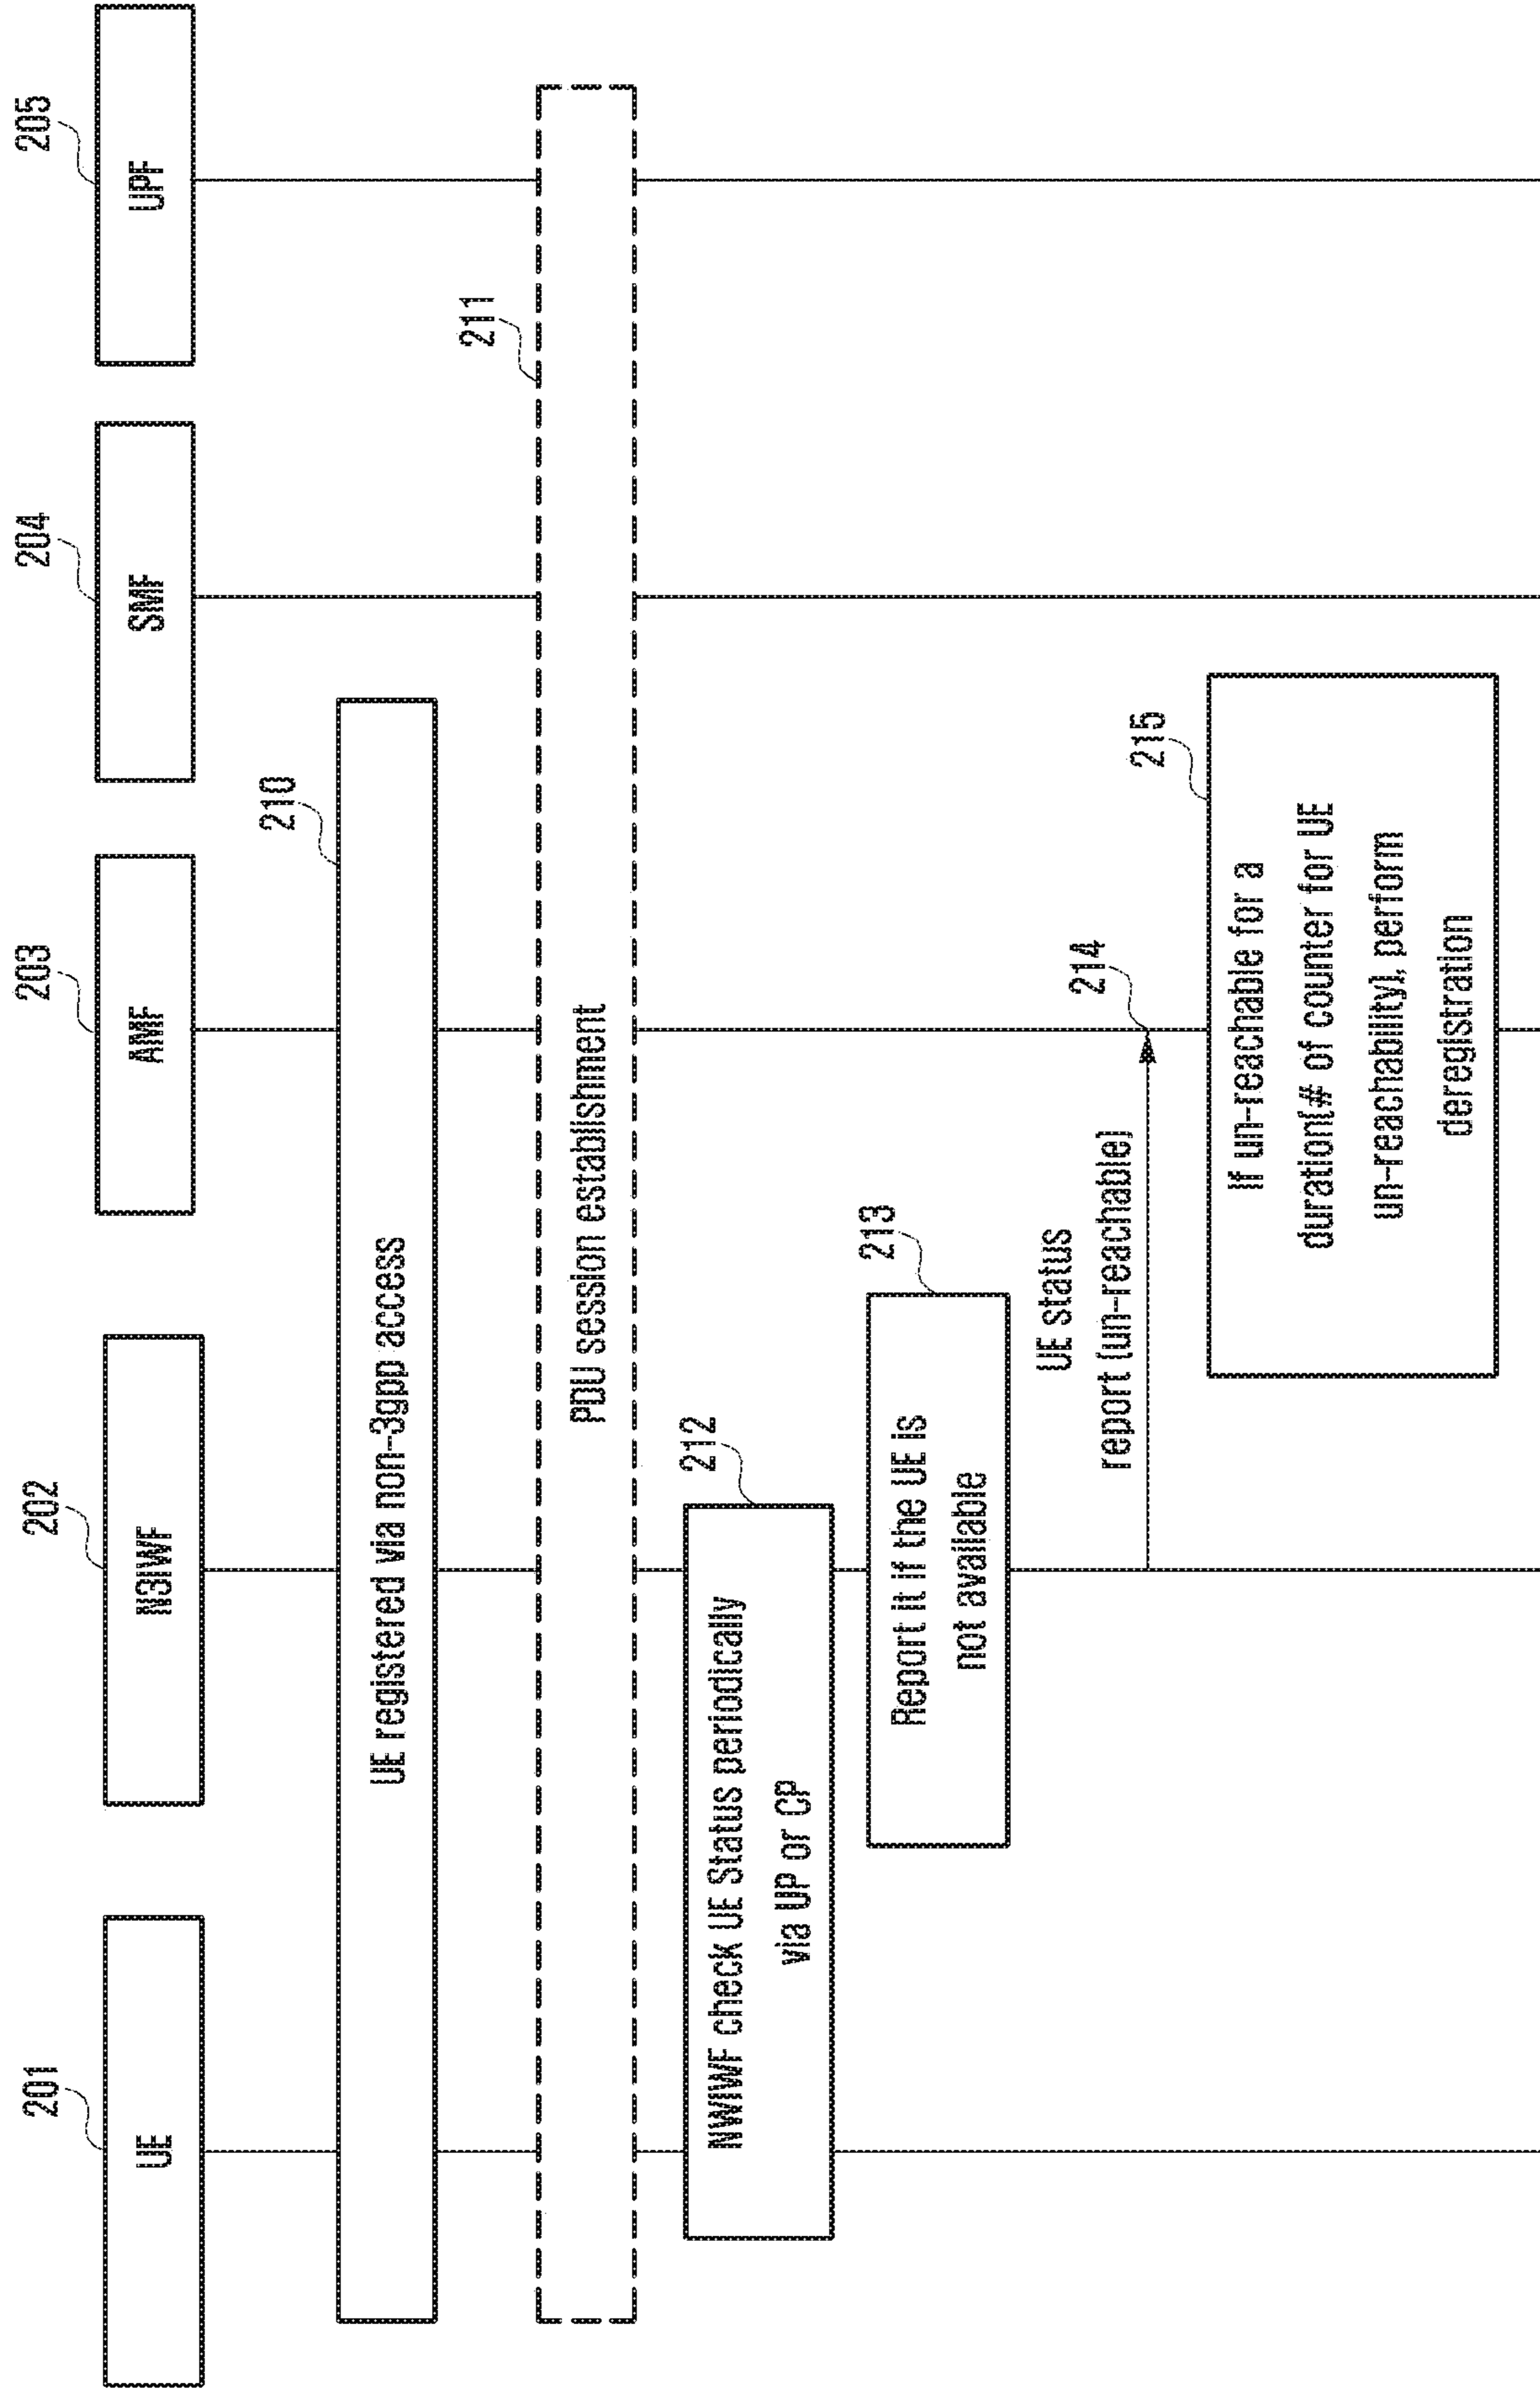 201
202
203
204
205
UE
N3IWF
AMF
SMF
UPF
210
UE registered via non-3gpp access
211
PDU session establishment
212
NWIWF check UE Status periodically
via UP or CP
213
Report it if the UE is
not available
UE status
report (un-reachable)
214
215
If un-reachable for a
duration(# of counter for UE
un-reachability), perform
deregistration